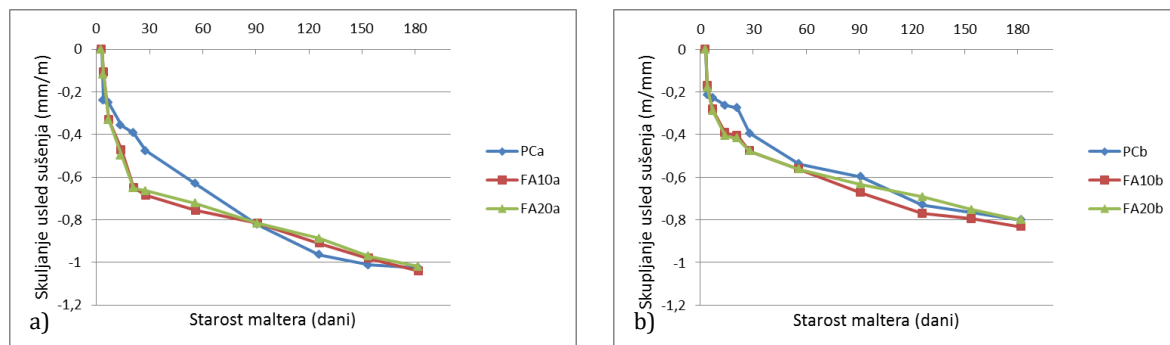 0 30 60 90 120 150 180
0
-0,2
-0,4
-0,6
-0,8
-1
-1,2
Skuljanje usled sušenja (mm/m)
Starost maltera (dani)
a)
PCa
FA10a
FA20a
0 30 60 90 120 150 180
0
-0,2
-0,4
-0,6
-0,8
-1
-1,2
Skupljanje usled sušenja (m/mm)
Starost maltera (dani)
b)
PCb
FA10b
FA20b